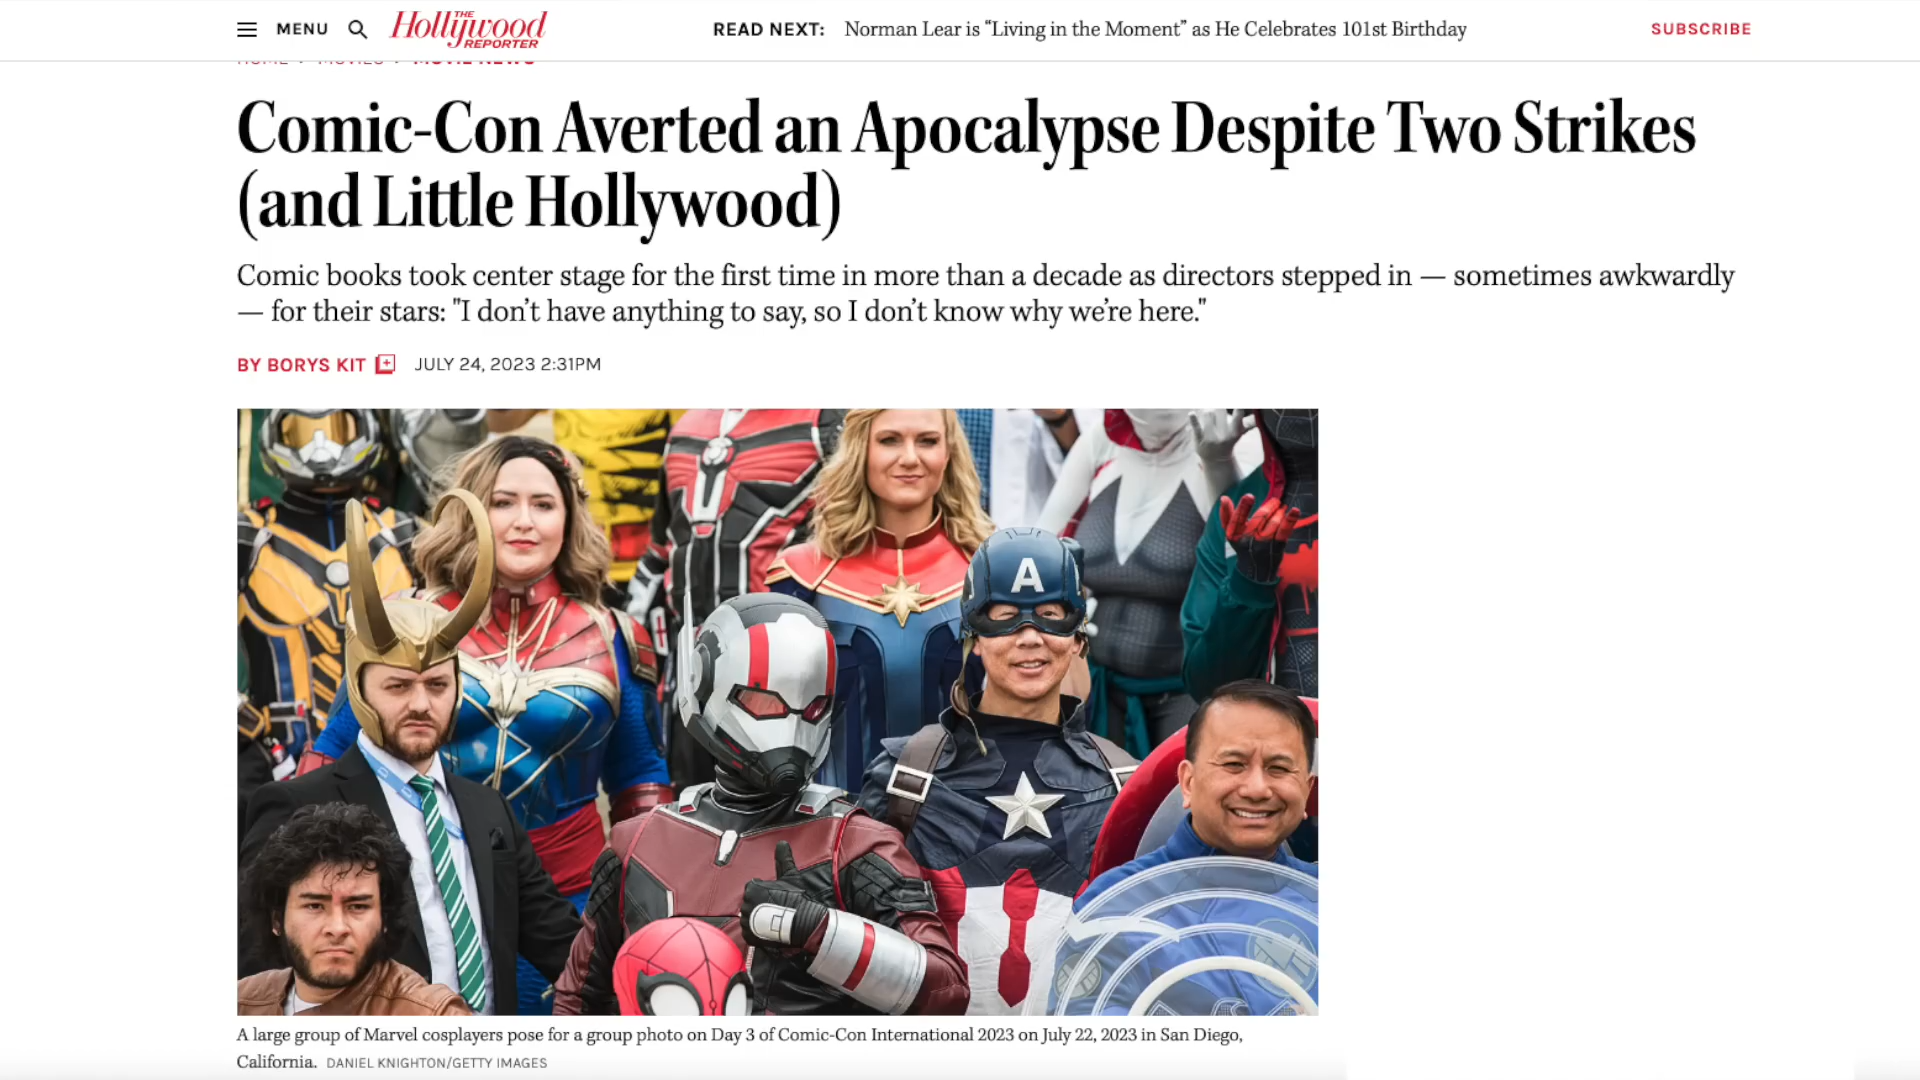 MENU
THE
Hollywood
REPORTER
READ NEXT: Norman Lear is “Living in the Moment” as He Celebrates 101st Birthday
SUBSCRIBE
HOME > MOVIES > MOVIE NEWS
Comic-Con Averted an Apocalypse Despite Two Strikes
(and Little Hollywood)
Comic books took center stage for the first time in more than a decade as directors stepped in — sometimes awkwardly
— for their stars: "I don’t have anything to say, so I don’t know why we’re here."
BY BORYS KIT JULY 24, 2023 2:31PM
A
A large group of Marvel cosplayers pose for a group photo on Day 3 of Comic-Con International 2023 on July 22, 2023 in San Diego,
California. DANIEL KNIGHTON/GETTY IMAGES